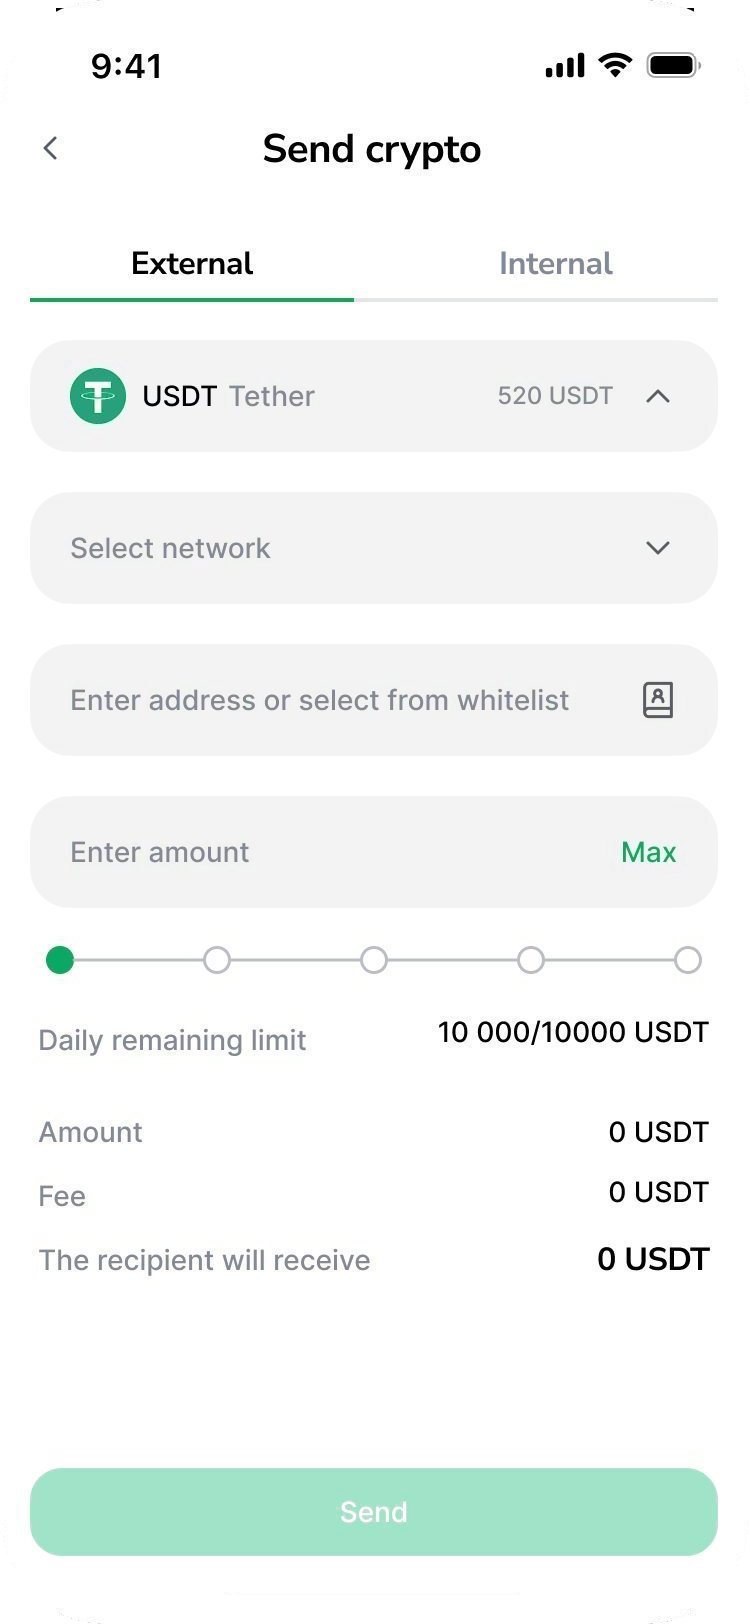 9:41
Send crypto
External Internal
USDT Tether 520 USDT
Select network
Enter address or select from whitelist
Enter amount Max
Daily remaining limit 10 000/10000 USDT
Amount 0 USDT
Fee 0 USDT
The recipient will receive 0 USDT
Send